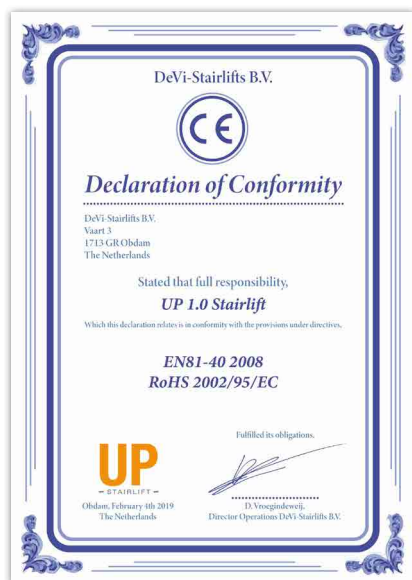 DeVi-Stairlifts B.V.
CE
Declaration of Conformity
DeVi-Stairlifts B.V.
Vaart 3
1713 GR Obdam
The Netherlands
Stated that full responsibility,
UP 1.0 Stairlift
Which this declaration relates is in conformity with the provisions under directives,
EN81-40 2008
RoHS 2002/95/EC
Fulfilled its obligations.
UP
STAIRLIFT
Obdam, February 4th 2019
The Netherlands
D. Vroegindeweij,
Director Operations DeVi-Stairlifts B.V.